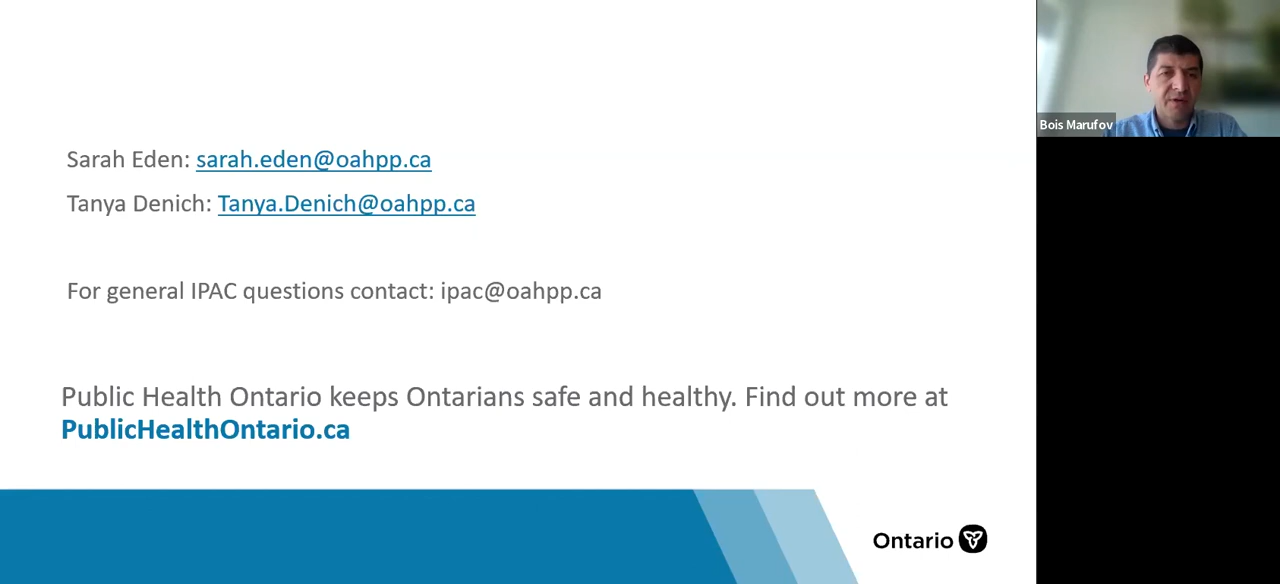 Bois Marufov
Sarah Eden: sarah.eden@oahpp.ca
Tanya Denich: Tanya.Denich@oahpp.ca
For general IPAC questions contact: ipac@oahpp.ca
Public Health Ontario keeps Ontarians safe and healthy. Find out more at
PublicHealthOntario.ca
Ontario